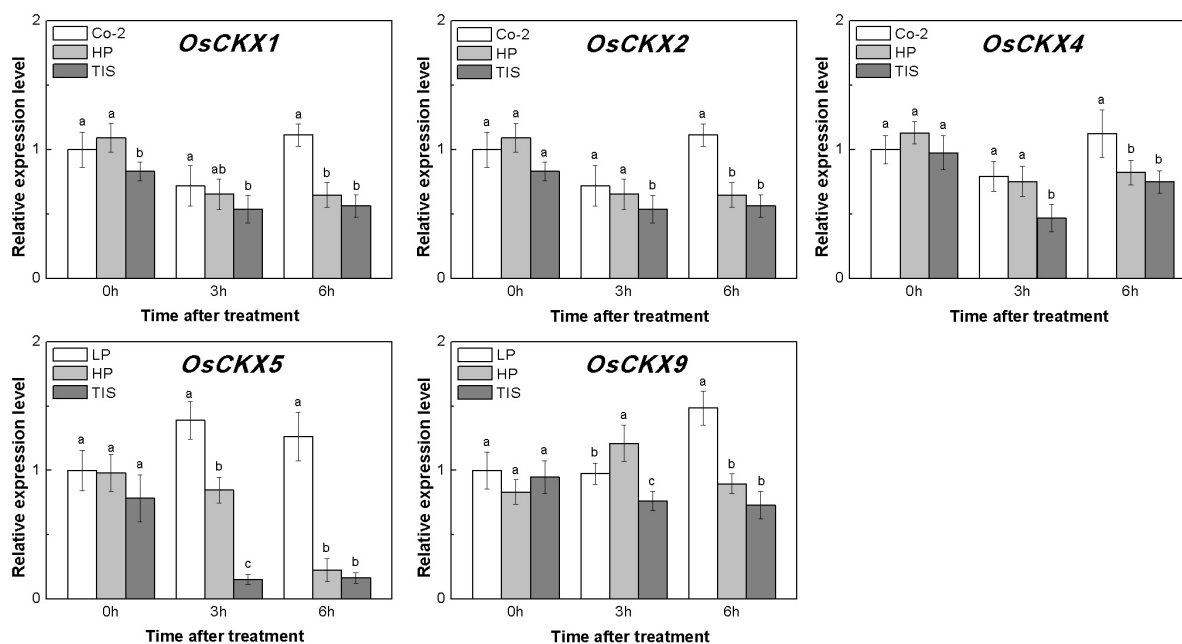 OsCKX1
Co-2
HP
TIS
Relative expression level
2
1
0
a
a
b
a
ab
b
a
b
b
0h
3h
6h
Time after treatment
OsCKX2
Co-2
HP
TIS
Relative expression level
2
1
0
a
a
a
a
a
b
a
b
b
0h
3h
6h
Time after treatment
OsCKX4
Co-2
HP
TIS
Relative expression level
2
1
0
a
a
a
a
a
b
a
b
b
0h
3h
6h
Time after treatment
OsCKX5
LP
HP
TIS
Relative expression level
2
1
0
a
a
a
a
b
c
a
b
b
0h
3h
6h
Time after treatment
OsCKX9
LP
HP
TIS
Relative expression level
2
1
0
a
a
a
b
a
c
a
b
b
0h
3h
6h
Time after treatment